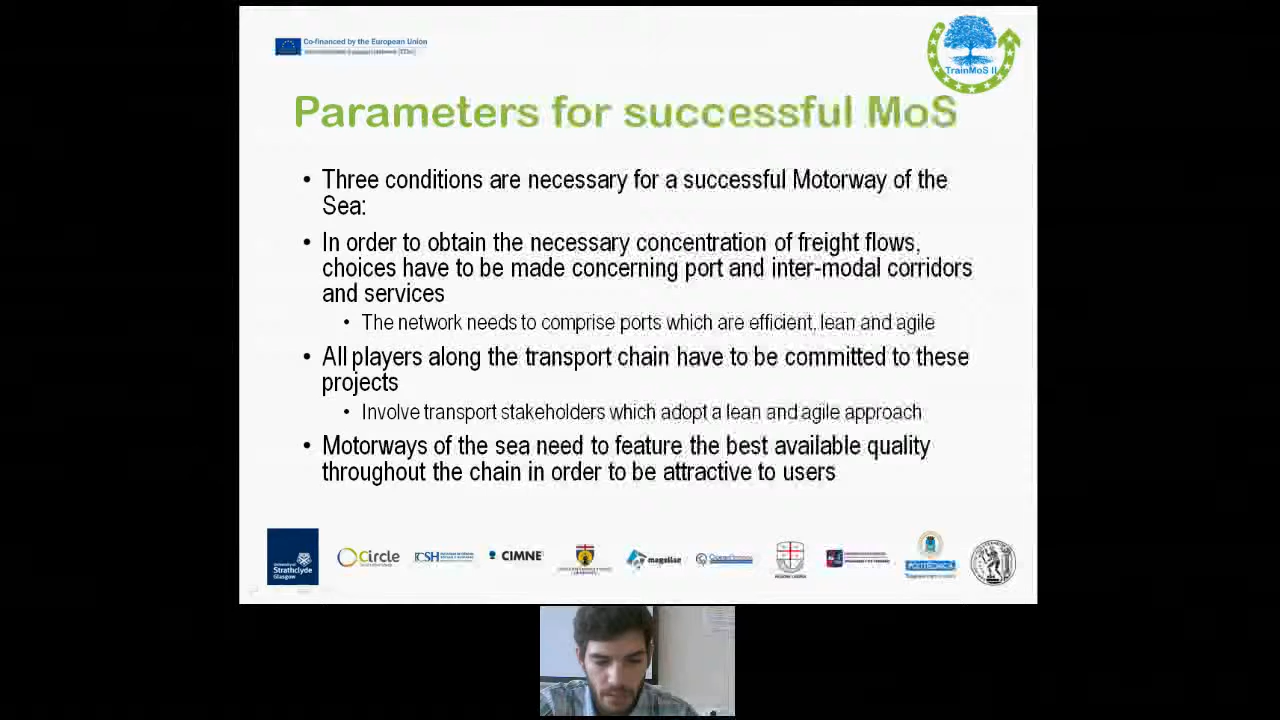 Co-financed by the European Union
TrainMoS II
Parameters for successful MoS
• Three conditions are necessary for a successful Motorway of the
Sea:
• In order to obtain the necessary concentration of freight flows,
choices have to be made concerning port and inter-modal corridors
and services
• The network needs to comprise ports which are efficient, lean and agile
• All players along the transport chain have to be committed to these
projects
• Involve transport stakeholders which adopt a lean and agile approach
• Motorways of the sea need to feature the best available quality
throughout the chain in order to be attractive to users
Strathclyde
Glasgow
Circle
CSH
CIMNE
magellan
POLITÉCNICA